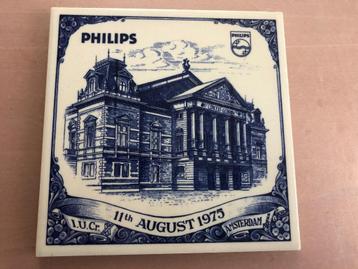 PHILIPS
PHILIPS
I.U.Cr.
11th AUGUST 1975
AMSTERDAM